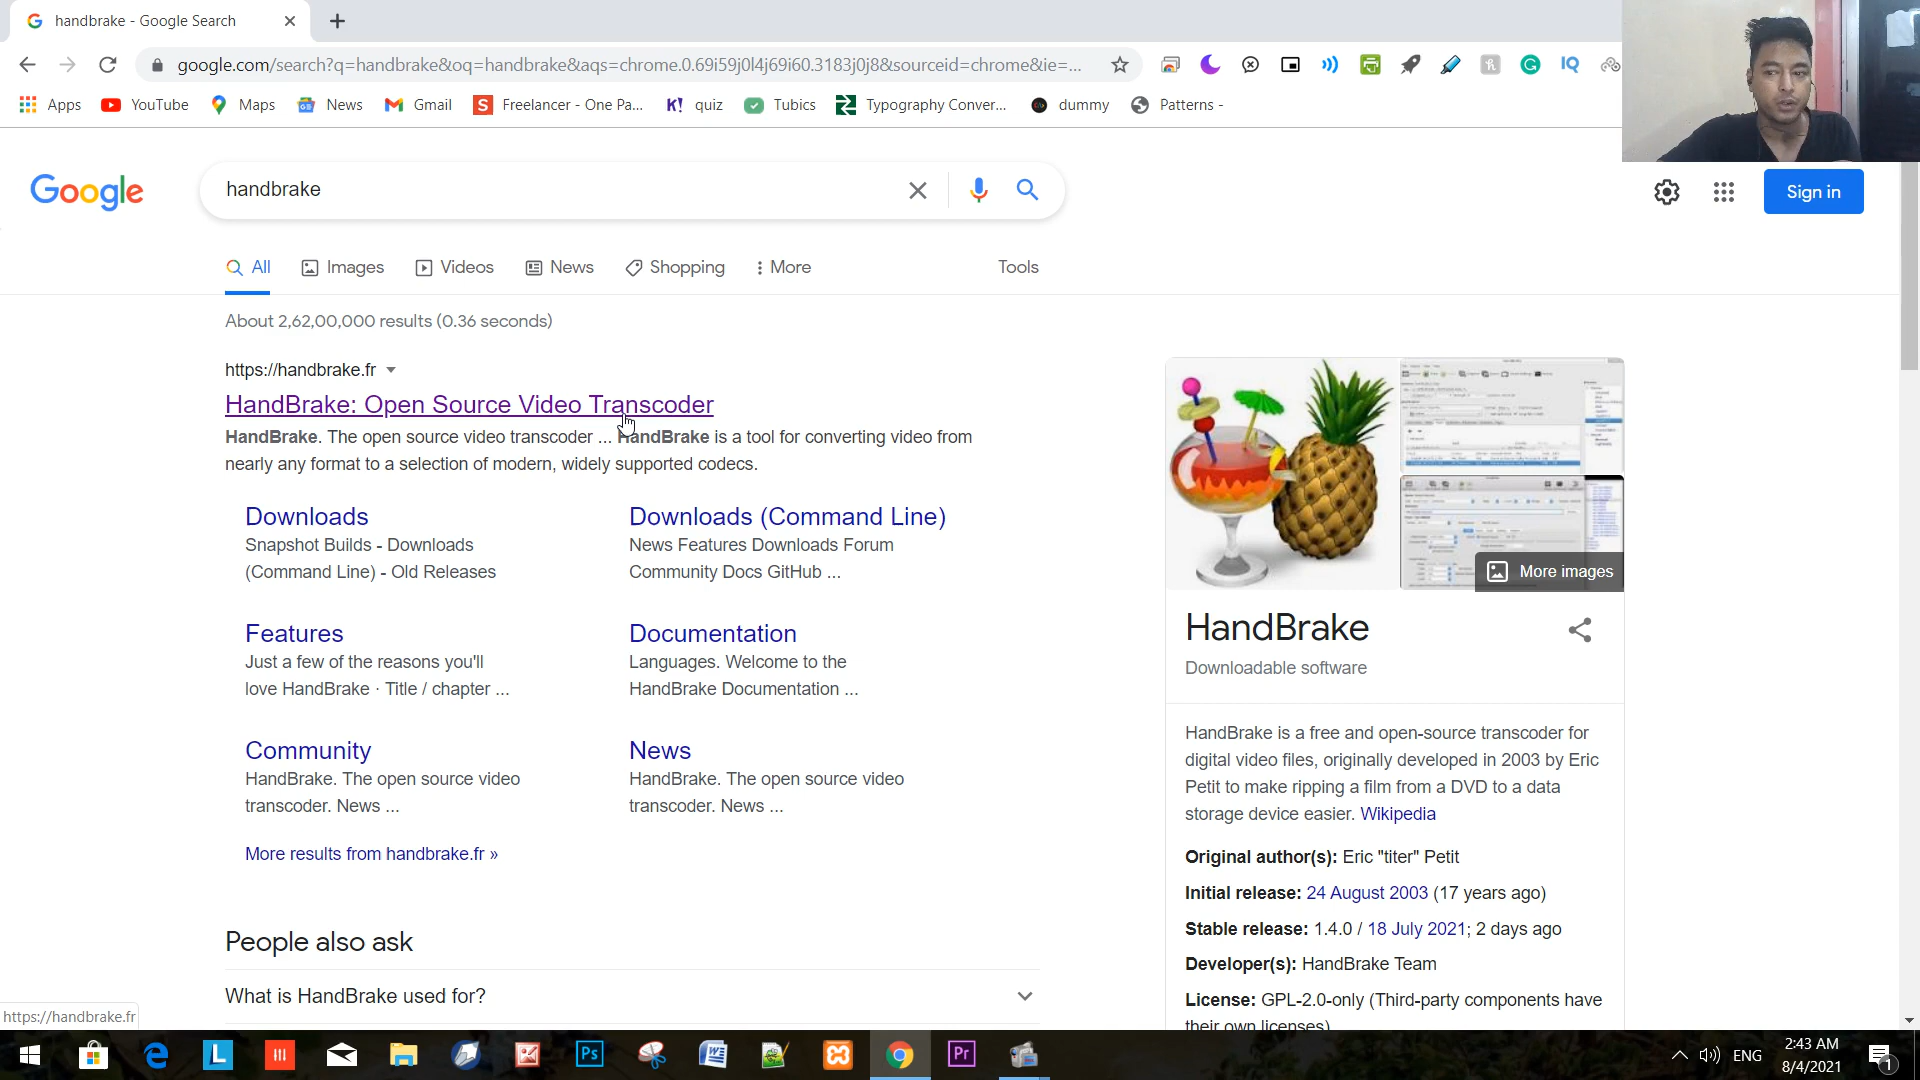 handbrake - Google Search
google.com/search?q=handbrake&oq=handbrake&aqs=chrome.0.69i59j0l4j69i60.3183j0j8&sourceid=chrome&ie=...
Apps YouTube Maps News Gmail Freelancer - One Pa... quiz Tubics Typography Conver... dummy Patterns -
Google
handbrake
Sign in
All Images Videos News Shopping More Tools
About 2,62,00,000 results (0.36 seconds)
https://handbrake.fr
HandBrake: Open Source Video Transcoder
HandBrake. The open source video transcoder ... HandBrake is a tool for converting video from
nearly any format to a selection of modern, widely supported codecs.
Downloads
Snapshot Builds - Downloads
(Command Line) - Old Releases
Downloads (Command Line)
News Features Downloads Forum
Community Docs GitHub ...
Features
Just a few of the reasons you'll
love HandBrake · Title / chapter ...
Documentation
Languages. Welcome to the
HandBrake Documentation ...
Community
HandBrake. The open source video
transcoder. News ...
News
HandBrake. The open source video
transcoder. News ...
More results from handbrake.fr »
People also ask
What is HandBrake used for?
More images
HandBrake
Downloadable software
HandBrake is a free and open-source transcoder for
digital video files, originally developed in 2003 by Eric
Petit to make ripping a film from a DVD to a data
storage device easier. Wikipedia
Original author(s): Eric "titer" Petit
Initial release: 24 August 2003 (17 years ago)
Stable release: 1.4.0 / 18 July 2021; 2 days ago
Developer(s): HandBrake Team
License: GPL-2.0-only (Third-party components have
their own licenses)
https://handbrake.fr
ENG
2:43 AM
8/4/2021
1